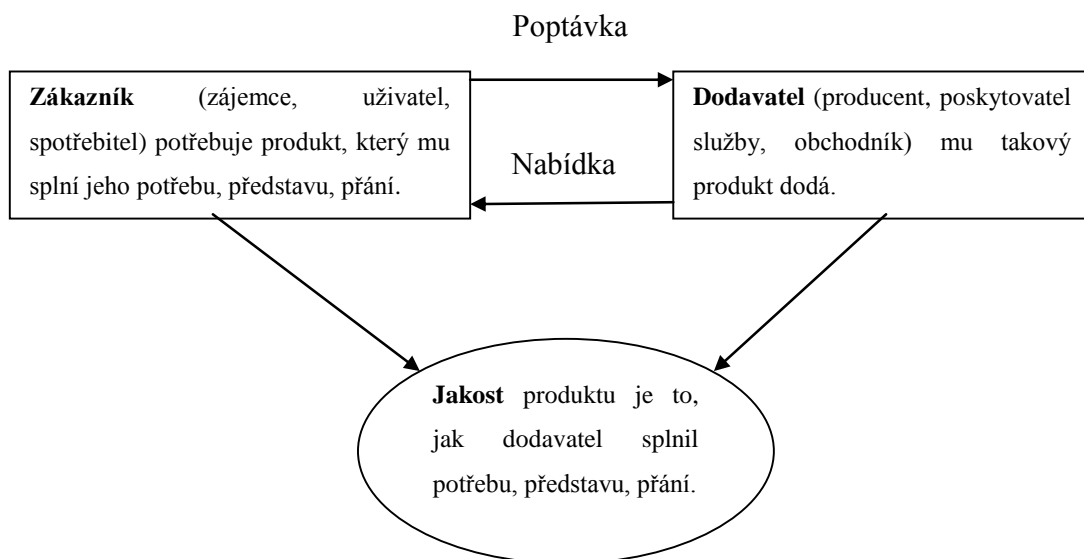 Poptávka
Zákazník (zájemce, uživatel,
spotřebitel) potřebuje produkt, který mu
splní jeho potřebu, představu, přání.
Nabídka
Dodavatel (producent, poskytovatel
služby, obchodník) mu takový
produkt dodá.
Jakost produktu je to,
jak dodavatel splnil
potřebu, představu, přání.